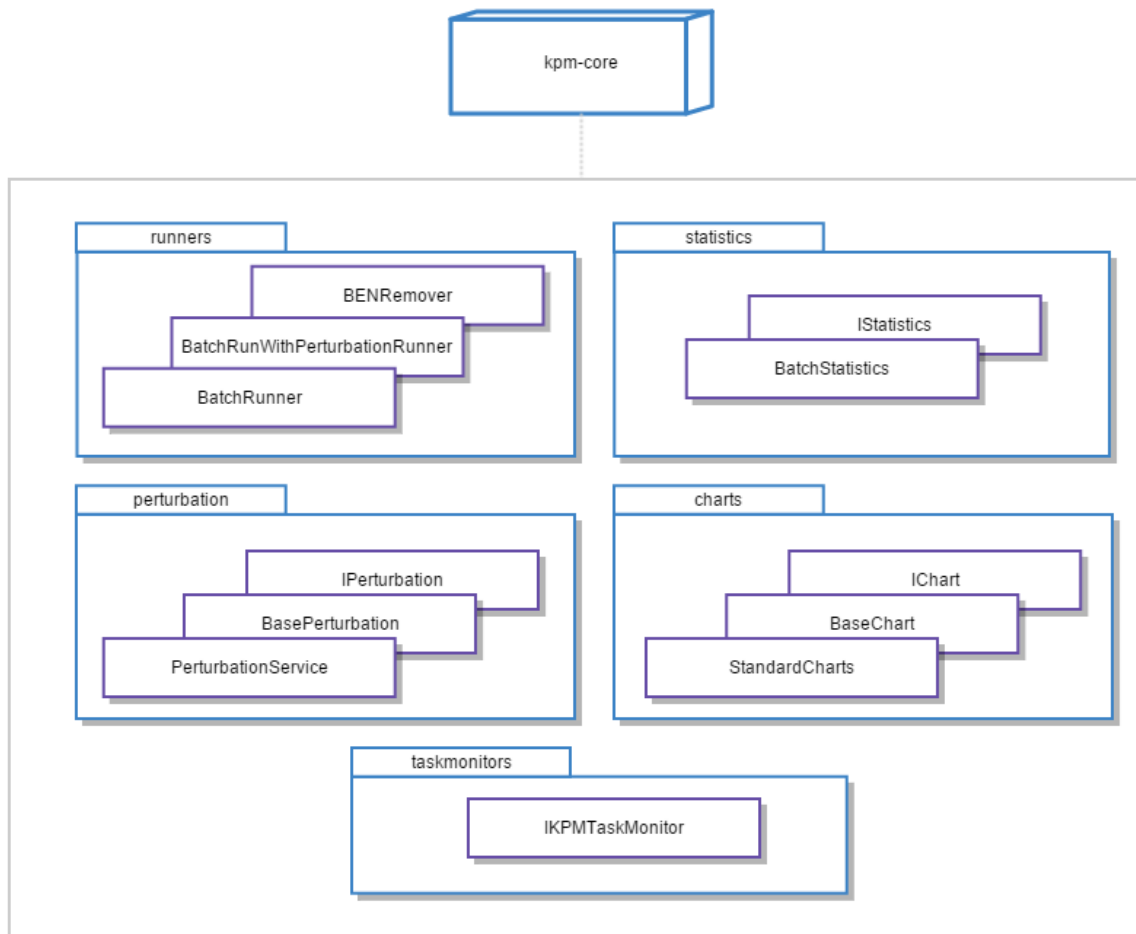 kpm-core
runners
BENRemover
BatchRunWithPerturbationRunner
BatchRunner
statistics
IStatistics
BatchStatistics
perturbation
IPerturbation
BasePerturbation
PerturbationService
charts
IChart
BaseChart
StandardCharts
taskmonitors
IKPMTaskMonitor